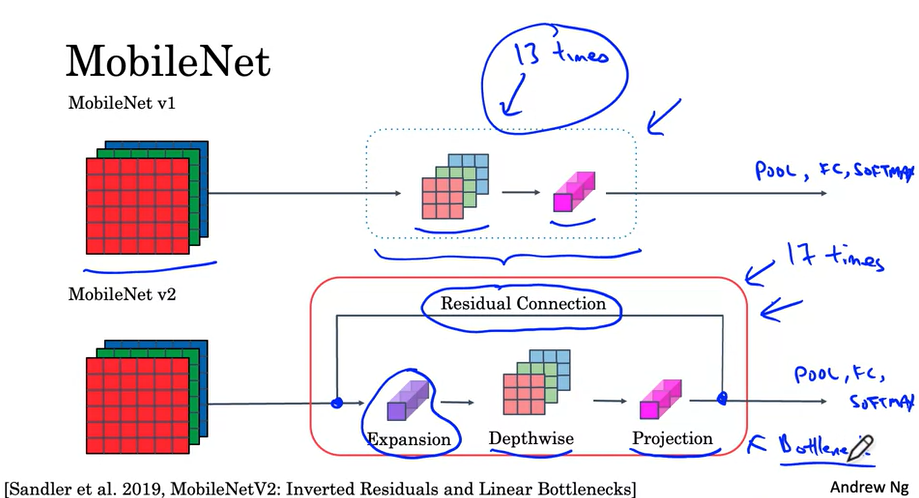 MobileNet
13 times
MobileNet v1
POOL, FC, SOFTMAX
17 times
MobileNet v2
Residual Connection
POOL, FC,
SOFTMAX
Expansion
Depthwise
Projection
[Sandler et al. 2019, MobileNetV2: Inverted Residuals and Linear Bottlenecks]
Andrew Ng